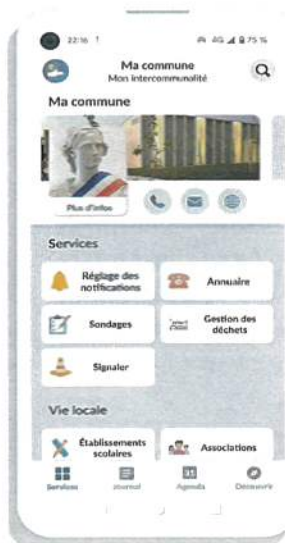 22:16
4G 75 %
Ma commune
Mon intercommunalité
Ma commune
Plus d'infos
Services
Réglage des
notifications
Annuaire
Sondages
Gestion des
déchets
Signaler
Vie locale
Établissements
scolaires
Associations
Services
Journal
Agenda
Découvrir